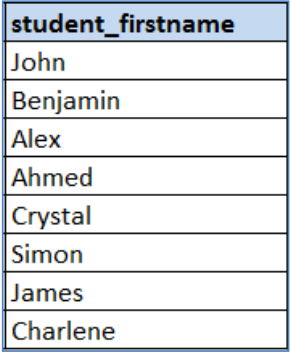 student_firstname
John
Benjamin
Alex
Ahmed
Crystal
Simon
James
Charlene